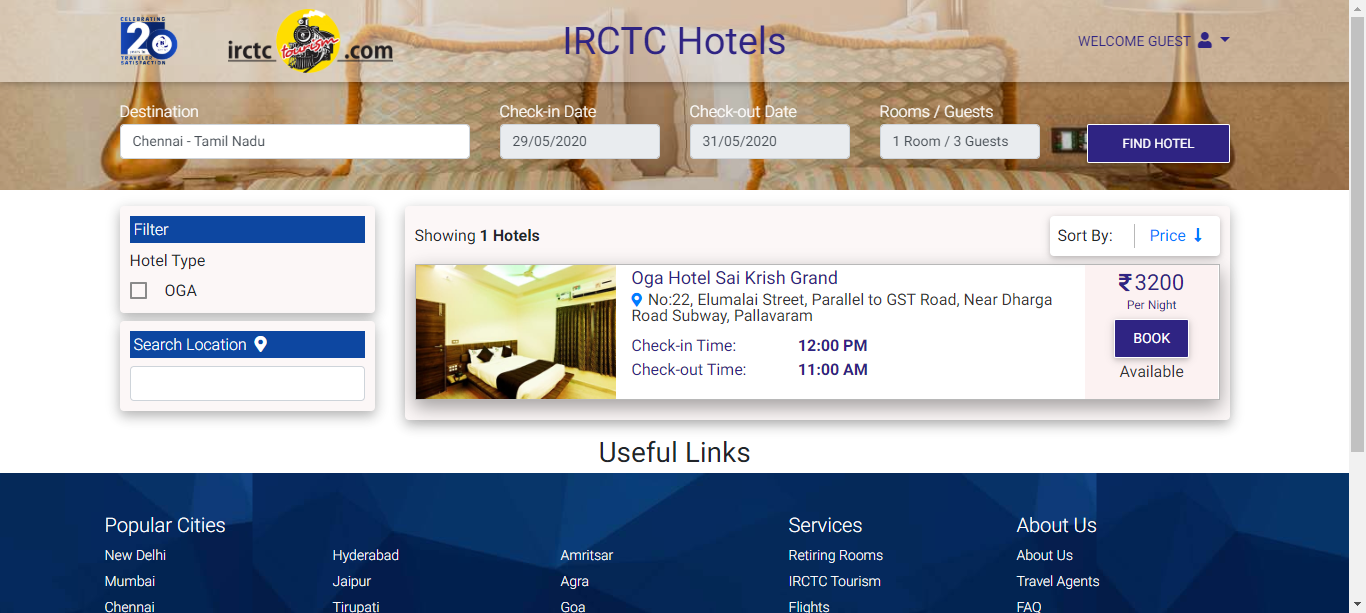 CELEBRATING
20
TRAVELER
SATISFACTION
irctc tourism .com
IRCTC Hotels
WELCOME GUEST
Destination
Check-in Date
Check-out Date
Rooms / Guests
Chennai - Tamil Nadu
29/05/2020
31/05/2020
1 Room / 3 Guests
FIND HOTEL
Filter
Hotel Type
OGA
Search Location
Showing 1 Hotels
Sort By:
Price
Oga Hotel Sai Krish Grand
No:22, Elumalai Street, Parallel to GST Road, Near Dharga
Road Subway, Pallavaram
Check-in Time: 12:00 PM
Check-out Time: 11:00 AM
₹3200
Per Night
BOOK
Available
Useful Links
Popular Cities
Services
About Us
New Delhi
Hyderabad
Amritsar
Retiring Rooms
About Us
Mumbai
Jaipur
Agra
IRCTC Tourism
Travel Agents
Chennai
Tirupati
Goa
Flights
FAQ